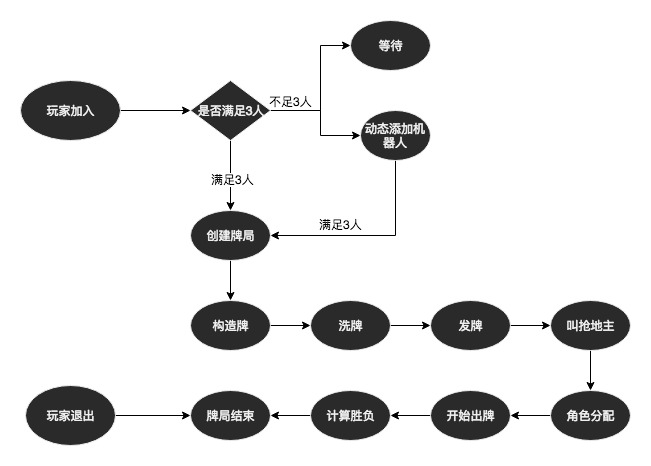 等待
不足3人
玩家加入
是否满足3人
动态添加机
器人
满足3人
满足3人
创建牌局
构造牌
洗牌
发牌
叫抢地主
玩家退出
牌局结束
计算胜负
开始出牌
角色分配